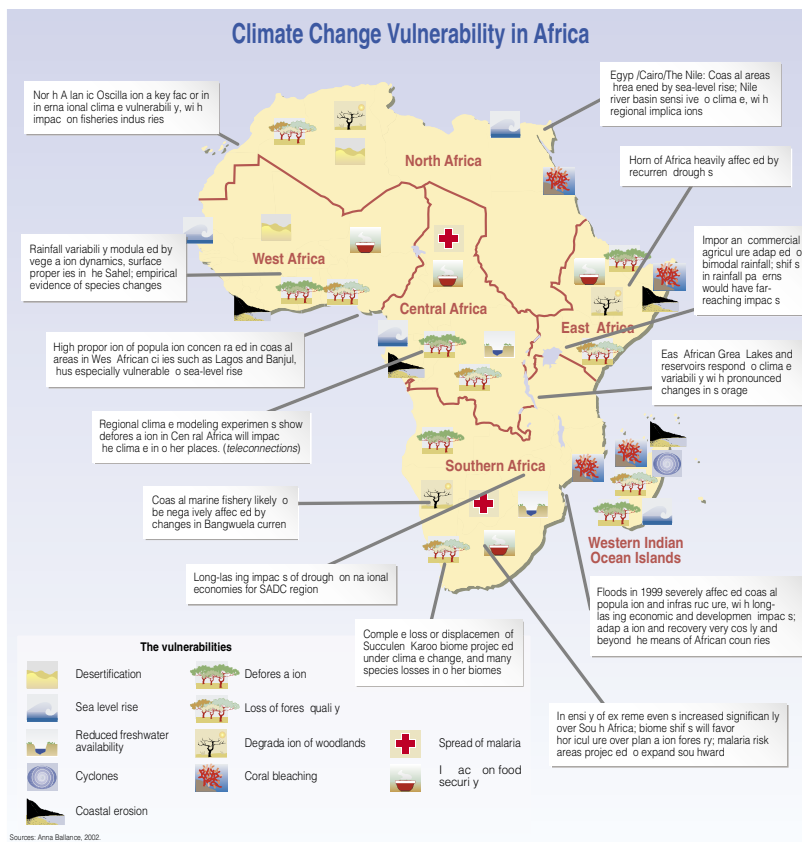 Climate Change Vulnerability in Africa
Nor h A lan ic Oscilla ion a key fac or in
in erna ional clima e vulnerabili y, wi h
impac on fisheries indus ries
Egyp /Cairo/The Nile: Coas al areas
hrea ened by sea-level rise; Nile
river basin sensi ive o clima e, wi h
regional implica ions
North Africa
Horn of Africa heavily affec ed by
recurren drough s
Rainfall variabili y modula ed by
vege a ion dynamics, surface
proper ies in he Sahel; empirical
evidence of species changes
West Africa
Impor an commercial
agricul ure adap ed o
bimodal rainfall; shif s
in rainfall pa erns
would have far-
reaching impac s
Central Africa
East Africa
High propor ion of popula ion concen ra ed in coas al
areas in Wes African ci ies such as Lagos and Banjul,
hus especially vulnerable o sea-level rise
Eas African Grea Lakes and
reservoirs respond o clima e
variabili y wi h pronounced
changes in s orage
Regional clima e modeling experimen s show
defores a ion in Cen ral Africa will impac
he clima e in o her places. (teleconnections)
Southern Africa
Coas al marine fishery likely o
be nega ively affec ed by
changes in Bangwuela curren
Western Indian
Ocean Islands
Long-las ing impac s of drough on na ional
economies for SADC region
Floods in 1999 severely affec ed coas al
popula ion and infras ruc ure, wi h long-
las ing economic and developmen impac s;
adap a ion and recovery very cos ly and
beyond he means of African coun ries
Comple e loss or displacemen of
Succulen Karoo biome projec ed
under clima e change, and many
species losses in o her biomes
In ensi y of ex reme even s increased significan ly
over Sou h Africa; biome shif s will favor
hor icul ure over plan a ion fores ry; malaria risk
areas projec ed o expand sou hward
The vulnerabilities
Desertification
Sea level rise
Reduced freshwater
availability
Cyclones
Coastal erosion
Defores a ion
Loss of fores quali y
Degrada ion of woodlands
Coral bleaching
Spread of malaria
I ac on food
securi y
Sources: Anna Ballance, 2002.